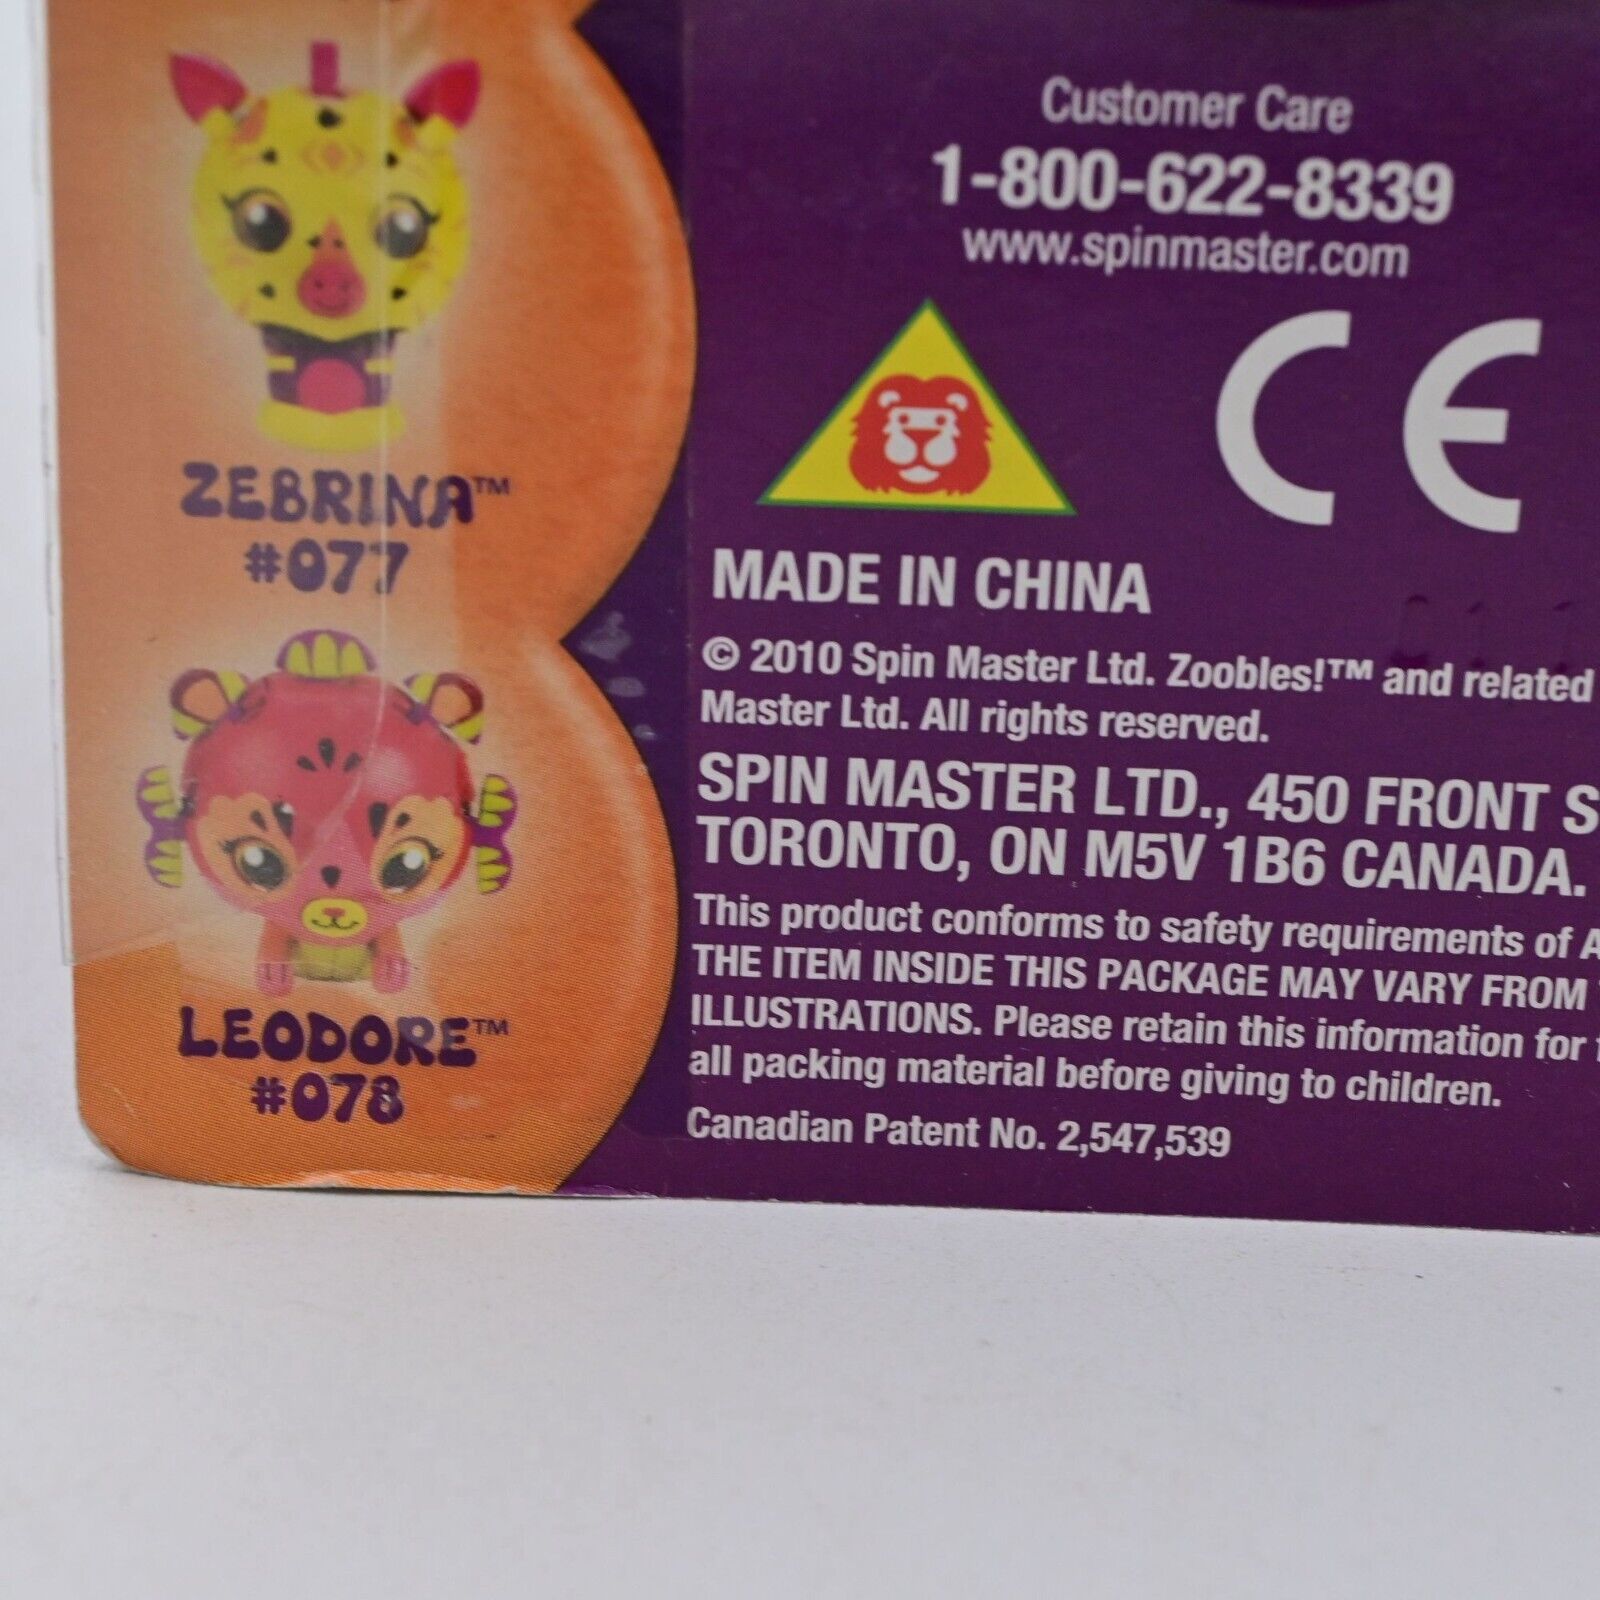 ZEBRINA™
#077
LEODORE™
#078
Customer Care
1-800-622-8339
www.spinmaster.com
CE
MADE IN CHINA
© 2010 Spin Master Ltd. Zoobles!™ and related
Master Ltd. All rights reserved.
SPIN MASTER LTD., 450 FRONT S
TORONTO, ON M5V 1B6 CANADA.
This product conforms to safety requirements of A
THE ITEM INSIDE THIS PACKAGE MAY VARY FROM
ILLUSTRATIONS. Please retain this information for
all packing material before giving to children.
Canadian Patent No. 2,547,539